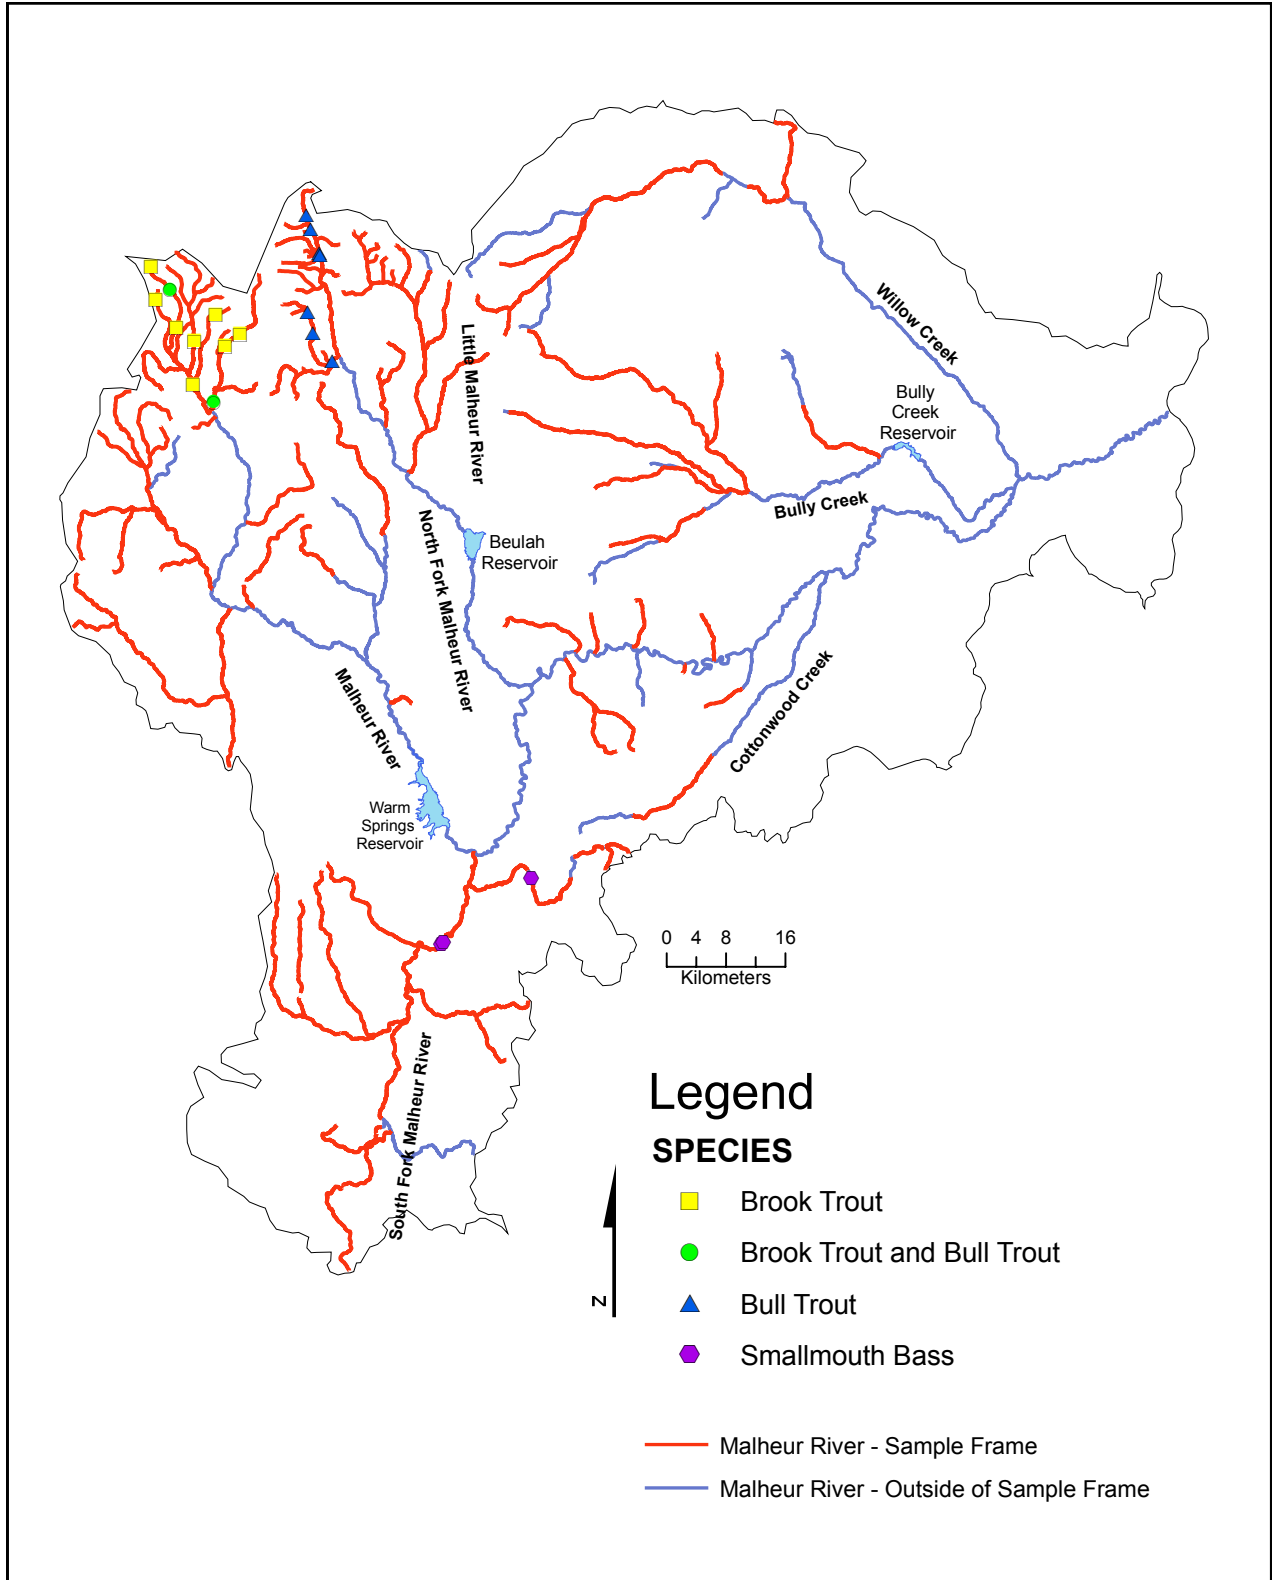 Willow Creek
Little Malheur River
Bully
Creek
Reservoir
Bully Creek
North Fork Malheur River
Beulah
Reservoir
Malheur River
Cottonwood Creek
Warm
Springs
Reservoir
0 4 8 16
Kilometers
South Fork Malheur River
Legend
SPECIES
Brook Trout
Brook Trout and Bull Trout
Bull Trout
N
Smallmouth Bass
Malheur River - Sample Frame
Malheur River - Outside of Sample Frame